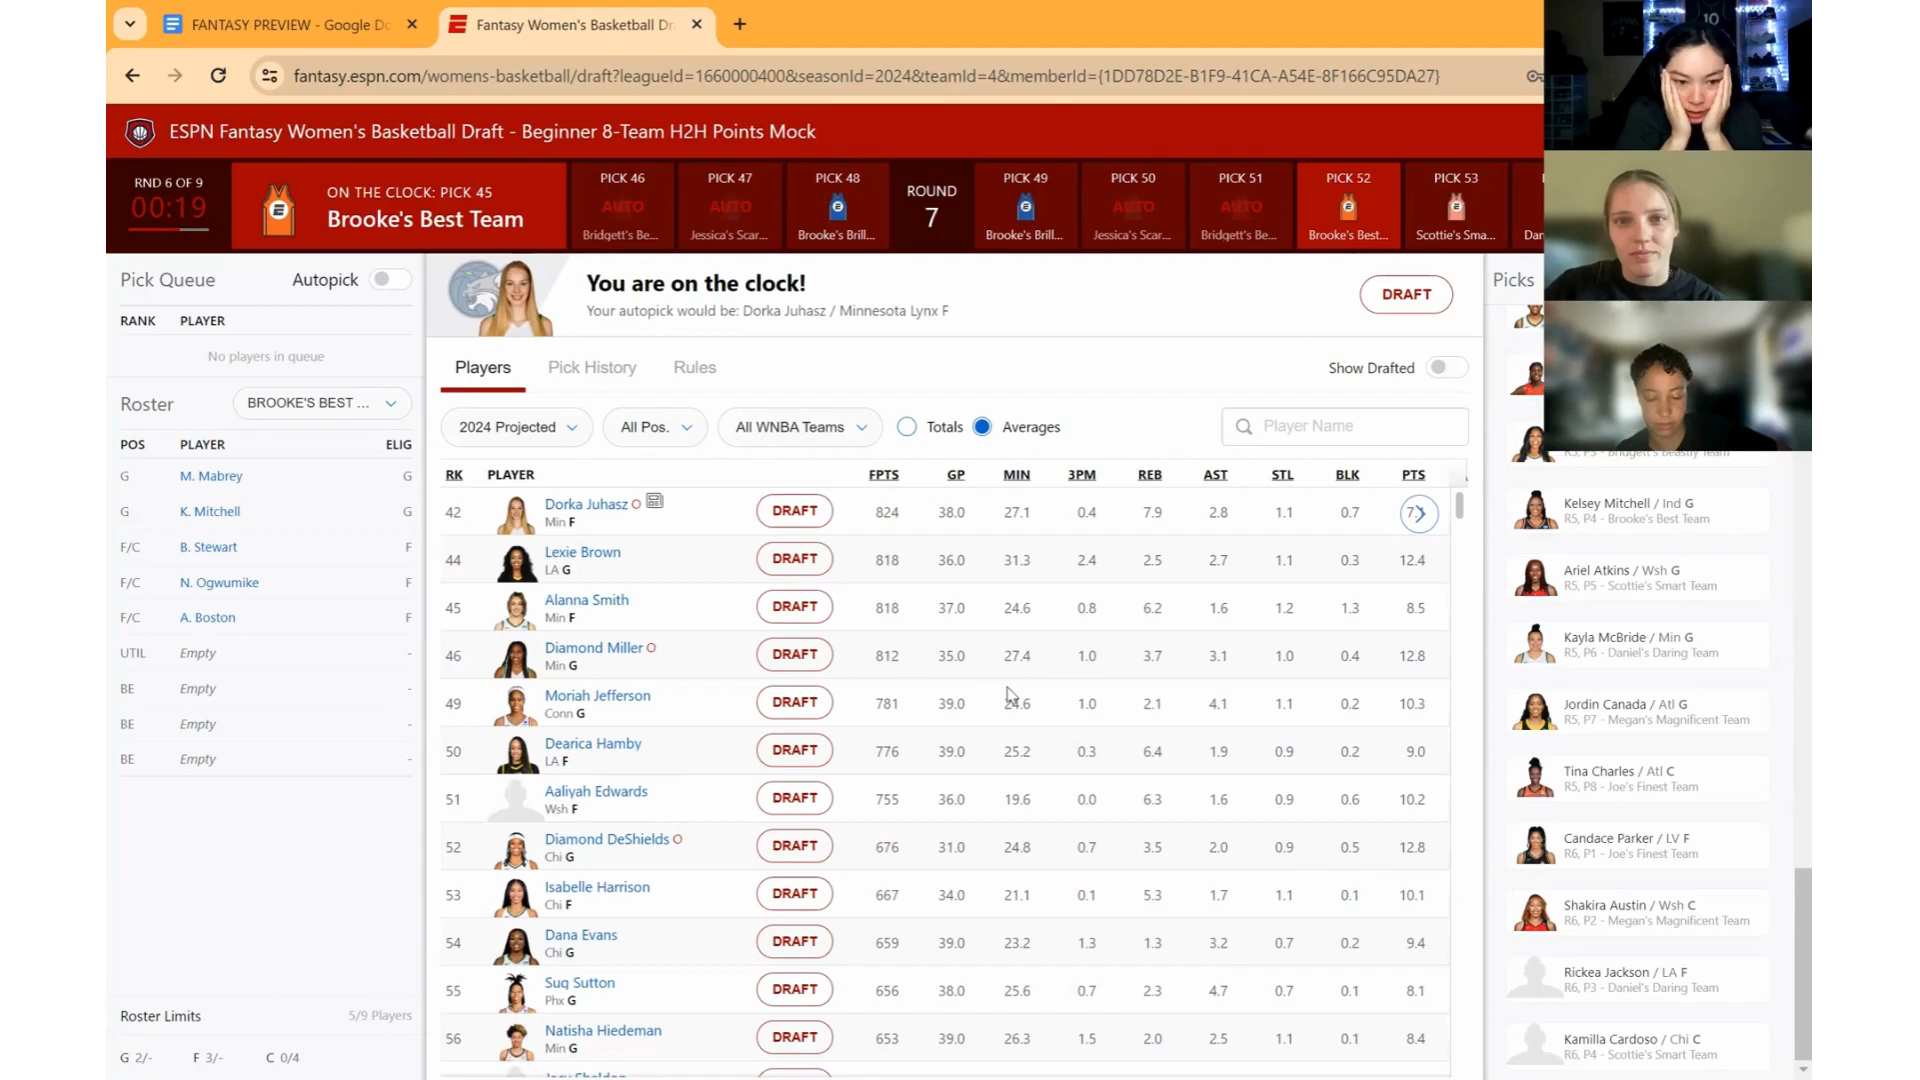 FANTASY PREVIEW - Google Do
Fantasy Women's Basketball Dr
fantasy.espn.com/womens-basketball/draft?leagueId=1660000400&seasonId=2024&teamId=4&memberId={1DD78D2E-B1F9-41CA-A54E-8F166C95DA27}
ESPN Fantasy Women's Basketball Draft - Beginner 8-Team H2H Points Mock
RND 6 OF 9
00:19
ON THE CLOCK: PICK 45
Brooke's Best Team
PICK 46
AUTO
Bridgett's Be...
PICK 47
AUTO
Jessica's Scar...
PICK 48
Brooke's Brill...
ROUND
7
PICK 49
Brooke's Brill...
PICK 50
AUTO
Jessica's Scar...
PICK 51
AUTO
Bridgett's Be...
PICK 52
Brooke's Best...
PICK 53
Scottie's Sma...
Dan
Pick Queue
Autopick
RANK PLAYER
No players in queue
Roster
BROOKE'S BEST ...
POS PLAYER ELIG
G M. Mabrey G
G K. Mitchell G
F/C B. Stewart F
F/C N. Ogwumike F
F/C A. Boston F
UTIL Empty -
BE Empty -
BE Empty -
BE Empty -
Roster Limits 5/9 Players
G 2/- F 3/- C 0/4
You are on the clock!
Your autopick would be: Dorka Juhasz / Minnesota Lynx F
DRAFT
Players Pick History Rules
Show Drafted
2024 Projected All Pos. All WNBA Teams Totals Averages Player Name
RK PLAYER FPTS GP MIN 3PM REB AST STL BLK PTS
42 Dorka Juhasz O DRAFT 824 38.0 27.1 0.4 7.9 2.8 1.1 0.7 7.
Min F
44 Lexie Brown DRAFT 818 36.0 31.3 2.4 2.5 2.7 1.1 0.3 12.4
LA G
45 Alanna Smith DRAFT 818 37.0 24.6 0.8 6.2 1.6 1.2 1.3 8.5
Min F
46 Diamond Miller O DRAFT 812 35.0 27.4 1.0 3.7 3.1 1.0 0.4 12.8
Min G
49 Moriah Jefferson DRAFT 781 39.0 24.6 1.0 2.1 4.1 1.1 0.2 10.3
Conn G
50 Dearica Hamby DRAFT 776 39.0 25.2 0.3 6.4 1.9 0.9 0.2 9.0
LA F
51 Aaliyah Edwards DRAFT 755 36.0 19.6 0.0 6.3 1.6 0.9 0.6 10.2
Wsh F
52 Diamond DeShields O DRAFT 676 31.0 24.8 0.7 3.5 2.0 0.9 0.5 12.8
Chi G
53 Isabelle Harrison DRAFT 667 34.0 21.1 0.1 5.3 1.7 1.1 0.1 10.1
Chi F
54 Dana Evans DRAFT 659 39.0 23.2 1.3 1.3 3.2 0.7 0.2 9.4
Chi G
55 Sug Sutton DRAFT 656 38.0 25.6 0.7 2.3 4.7 0.7 0.1 8.1
Phx G
56 Natisha Hiedeman DRAFT 653 39.0 26.3 1.5 2.0 2.5 1.1 0.1 8.4
Min G
Picks
R5, P3 - Bridgett's Beastly Team
Kelsey Mitchell / Ind G
R5, P4 - Brooke's Best Team
Ariel Atkins / Wsh G
R5, P5 - Scottie's Smart Team
Kayla McBride / Min G
R5, P6 - Daniel's Daring Team
Jordin Canada / Atl G
R5, P7 - Megan's Magnificent Team
Tina Charles / Atl C
R5, P8 - Joe's Finest Team
Candace Parker / LV F
R6, P1 - Joe's Finest Team
Shakira Austin / Wsh C
R6, P2 - Megan's Magnificent Team
Rickea Jackson / LA F
R6, P3 - Daniel's Daring Team
Kamilla Cardoso / Chi C
R6, P4 - Scottie's Smart Team
10